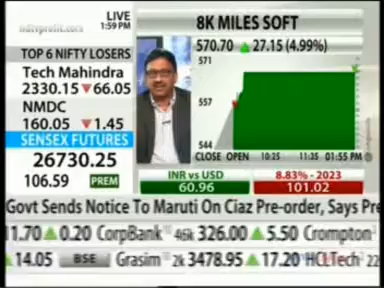 ndtvprofit.com
LIVE
1:59 PM
TOP 6 NIFTY LOSERS
Tech Mahindra
2330.15 ▼66.05
NMDC
160.05 ▼1.45
SENSEX FUTURES
26730.25
106.59 PREM
8K MILES SOFT
570.70 ▲ 27.15 (4.99%)
571
557
544
CLOSE OPEN 10:25 11:35 01:55 PM
INR vs USD
60.96
8.83% - 2023
101.02
Govt Sends Notice To Maruti On Ciaz Pre-order, Says Pre
1.70 ▲ 0.20 CorpBank 46k 326.00 ▲ 5.50 Crompton
▲ 14.05 BSE Grasim 2k 3478.95 ▲ 17.20 HCLTech